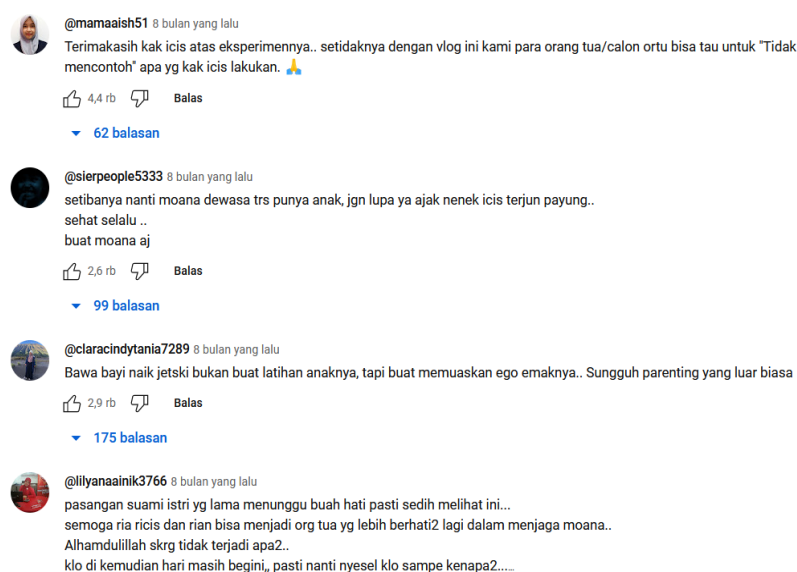 @mamaaish51 8 bulan yang lalu
Terimakasih kak icis atas eksperimennya.. setidaknya dengan vlog ini kami para orang tua/calon ortu bisa tau untuk "Tidak
mencontoh" apa yg kak icis lakukan. 🙏
4,4 rb Balas
62 balasan
@sierpeople5333 8 bulan yang lalu
setibanya nanti moana dewasa trs punya anak, jgn lupa ya ajak nenek icis terjun payung..
sehat selalu ..
buat moana aj
2,6 rb Balas
99 balasan
@claracindytania7289 8 bulan yang lalu
Bawa bayi naik jetski bukan buat latihan anaknya, tapi buat memuaskan ego emaknya.. Sungguh parenting yang luar biasa
2,9 rb Balas
175 balasan
@lilyanaainik3766 8 bulan yang lalu
pasangan suami istri yg lama menunggu buah hati pasti sedih melihat ini...
semoga ria ricis dan rian bisa menjadi org tua yg lebih berhati2 lagi dalam menjaga moana..
Alhamdulillah skrg tidak terjadi apa2..
klo di kemudian hari masih begini,, pasti nanti nyesel klo sampe kenapa2......